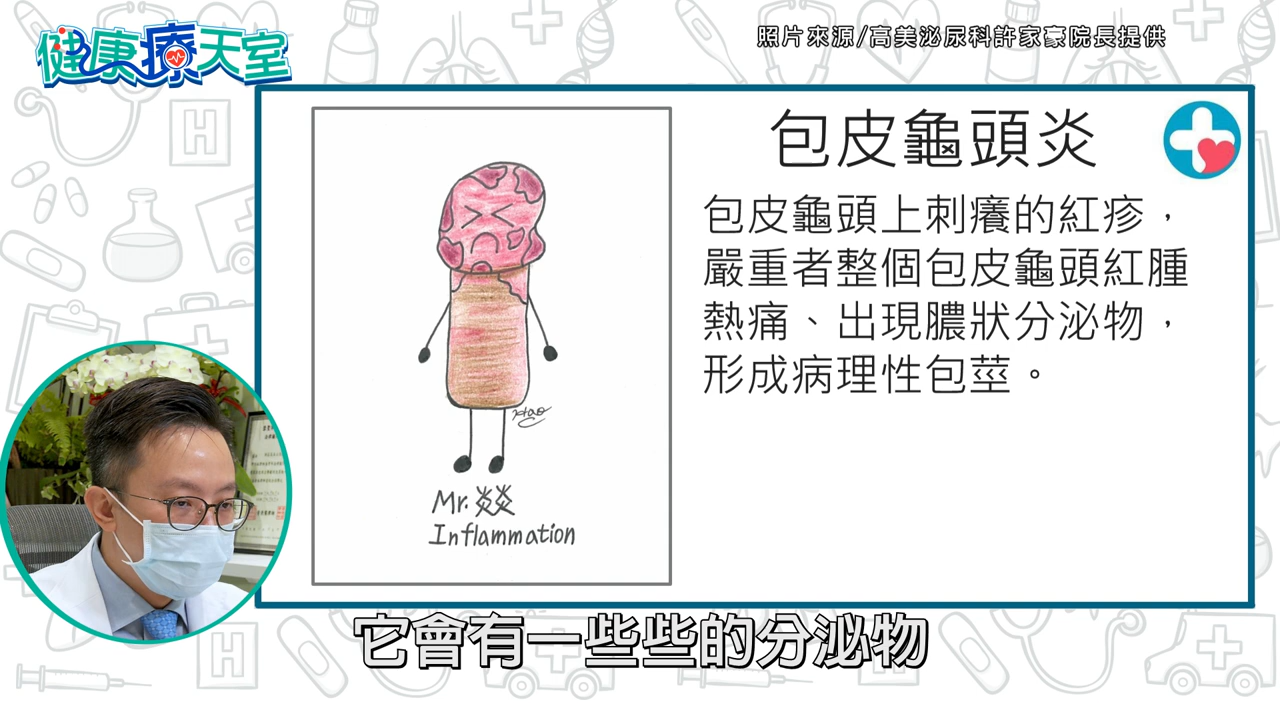 健康療天室
照片來源/高美泌尿科許家豪院長提供
包皮龜頭炎
包皮龜頭上刺癢的紅疹，
嚴重者整個包皮龜頭紅腫
熱痛、出現膿狀分泌物，
形成病理性包莖。
Hao
Mr. 炎炎
Inflammation
它會有一些些的分泌物